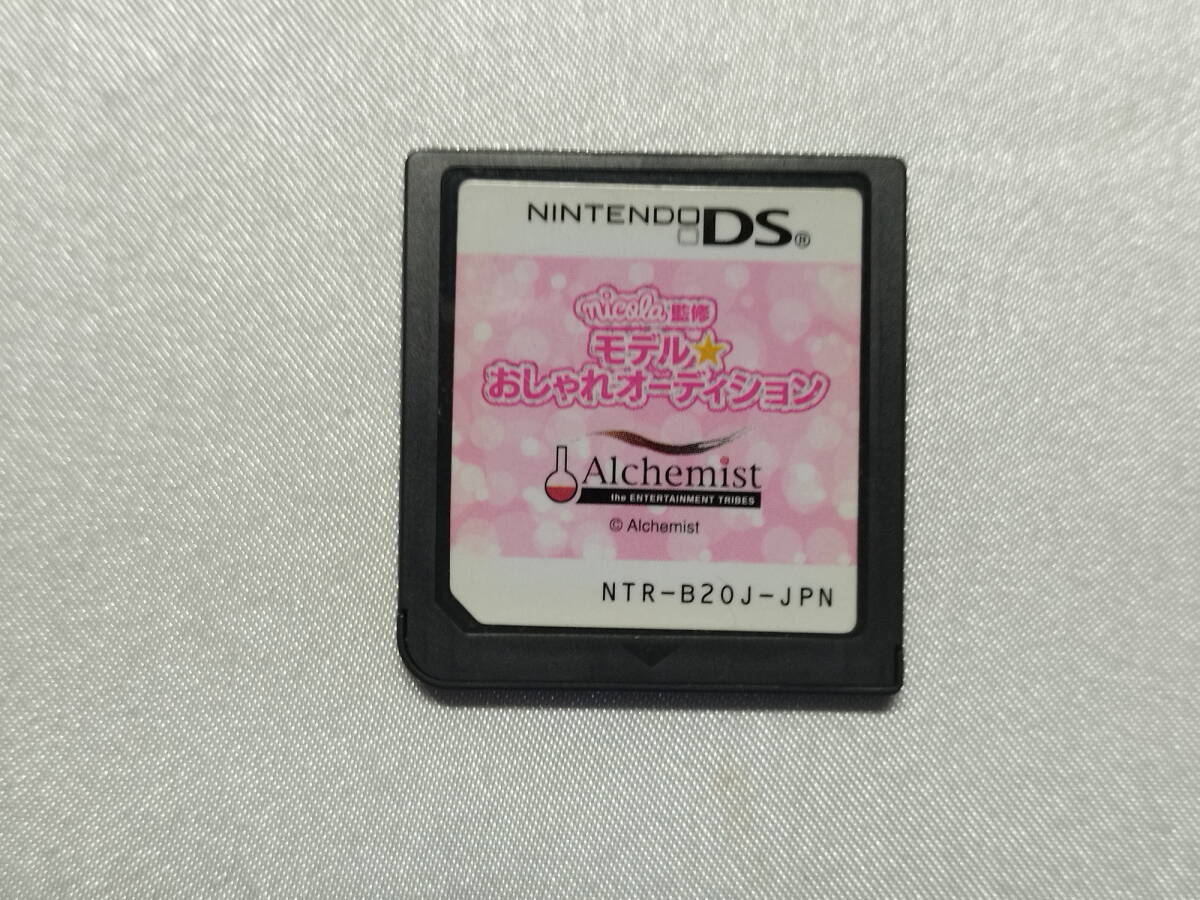 NINTENDO DS®
nicola監修
モデル★
おしゃれオーディション
Alchemist
the ENTERTAINMENT TRIBES
© Alchemist
NTR-B20J-JPN